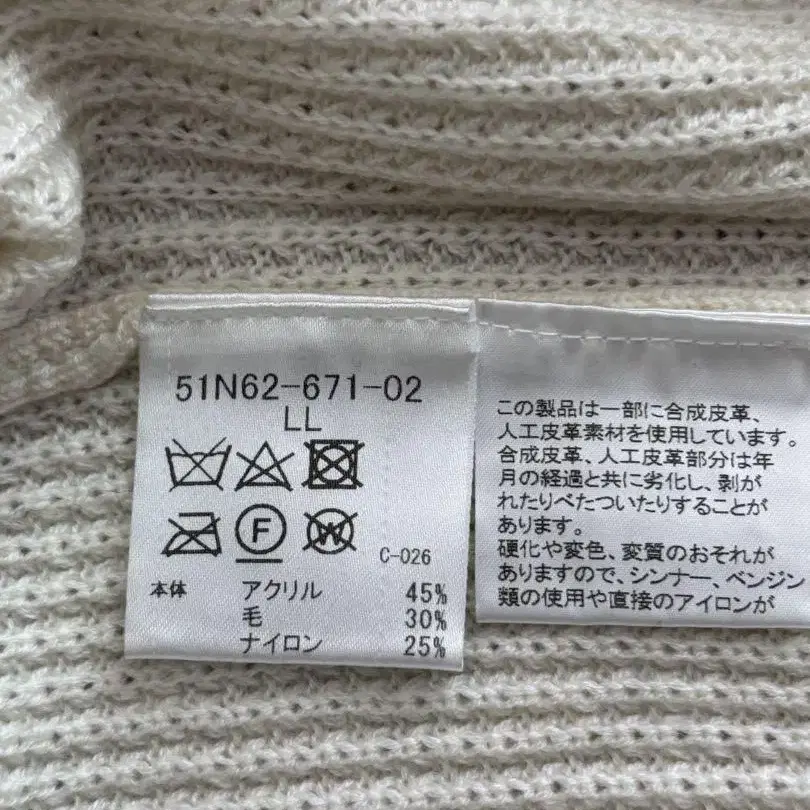 51N62-671-02
LL
F W
C-026
本体 アクリル 45%
毛 30%
ナイロン 25%
この製品は一部に合成皮革、
人工皮革素材を使用しています。
合成皮革、人工皮革部分は年
月の経過と共に劣化し、剥が
れたりべたついたりすることが
あります。
硬化や変色、変質のおそれが
ありますので、シンナー、ベンジン
類の使用や直接のアイロンが